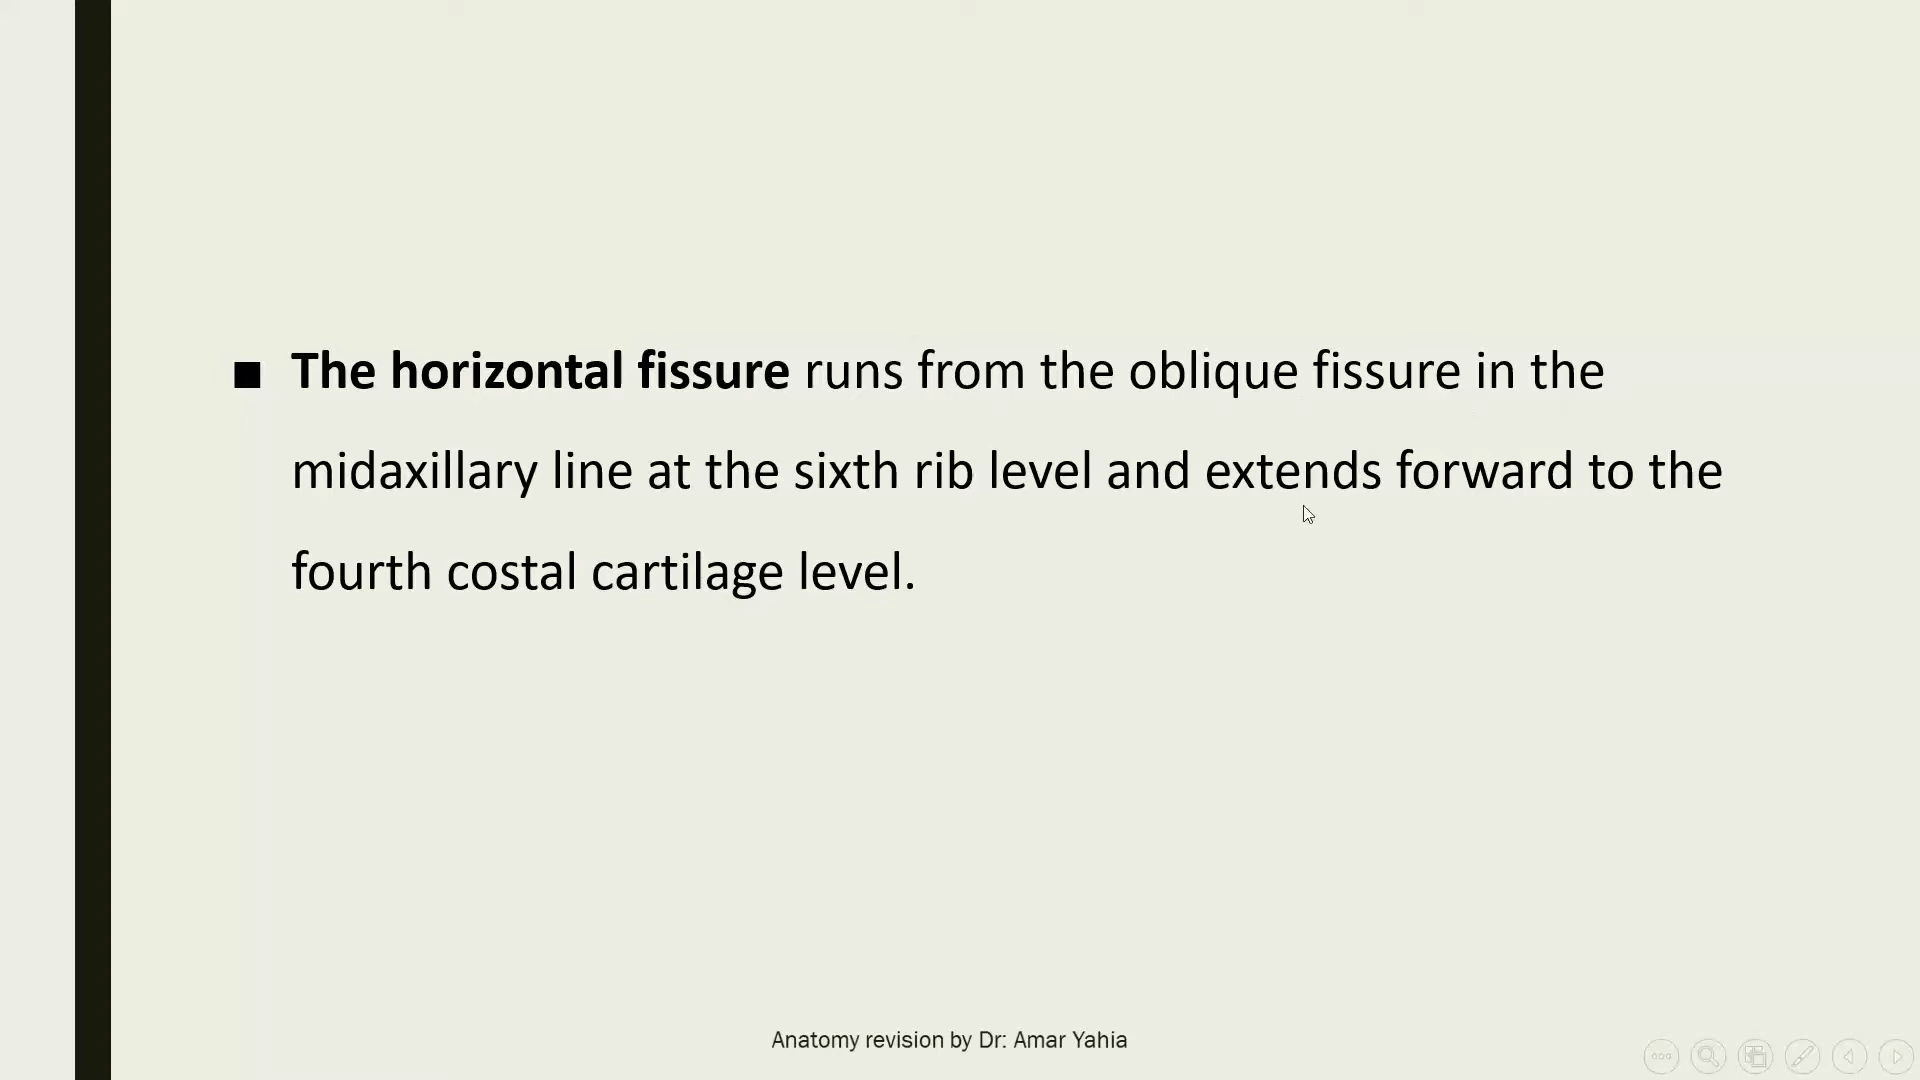 ■ The horizontal fissure runs from the oblique fissure in the
midaxillary line at the sixth rib level and extends forward to the
fourth costal cartilage level.
Anatomy revision by Dr: Amar Yahia